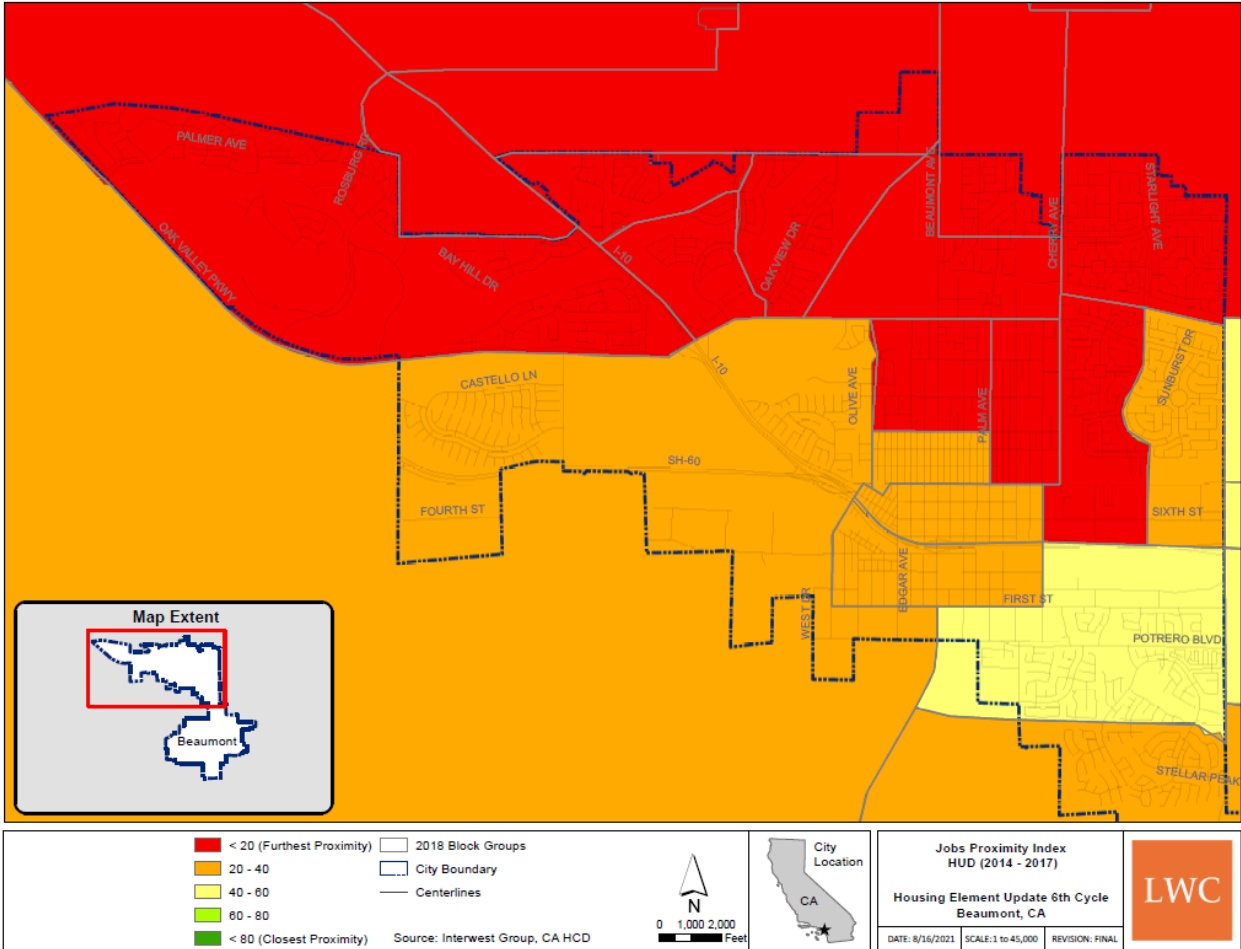 PALMER AVE
ROSBURG RD
OAK VALLEY PKWY
BAY HILL DR
I-10
OAKVIEW DR
BEAUMONT AVE
CHERRY AVE
STARLIGHT AVE
CASTELLO LN
I-10
OLIVE AVE
PALM AVE
SUNBURST DR
SH-60
FOURTH ST
SIXTH ST
EDGAR AVE
WEST DR
FIRST ST
POTRERO BLVD
STELLAR PEAK
Map Extent
Beaumont
< 20 (Furthest Proximity)
20 - 40
40 - 60
60 - 80
< 80 (Closest Proximity)
2018 Block Groups
City Boundary
Centerlines
Source: Interwest Group, CA HCD
N
0 1,000 2,000
Feet
City
Location
CA
Jobs Proximity Index
HUD (2014 - 2017)
Housing Element Update 6th Cycle
Beaumont, CA
DATE: 8/16/2021
SCALE:1 to 45,000
REVISION: FINAL
LWC